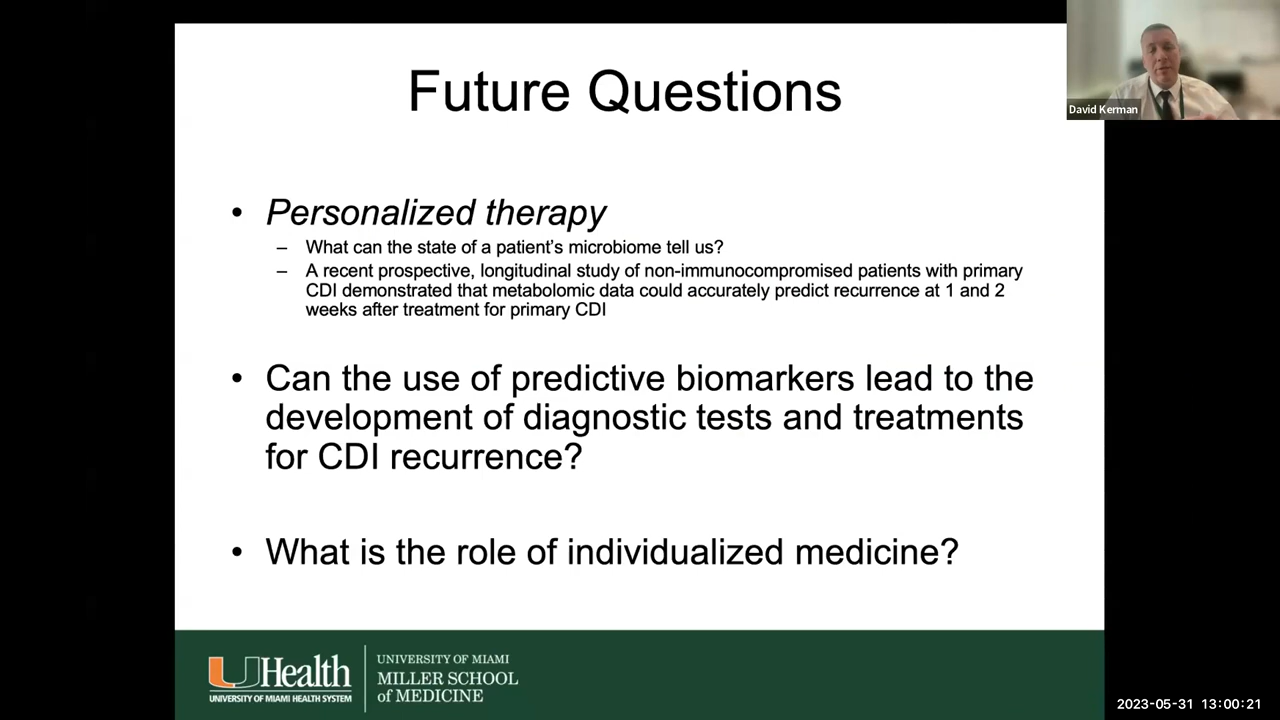 Future Questions
David Kerman
• Personalized therapy
– What can the state of a patient's microbiome tell us?
– A recent prospective, longitudinal study of non-immunocompromised patients with primary
CDI demonstrated that metabolomic data could accurately predict recurrence at 1 and 2
weeks after treatment for primary CDI
• Can the use of predictive biomarkers lead to the
development of diagnostic tests and treatments
for CDI recurrence?
• What is the role of individualized medicine?
UHealth
UNIVERSITY OF MIAMI HEALTH SYSTEM
UNIVERSITY OF MIAMI
MILLER SCHOOL
of MEDICINE
2023-05-31 13:00:21